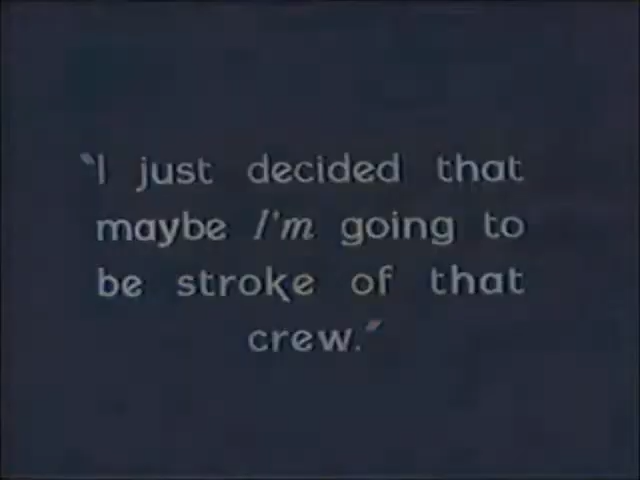 "I just decided that
maybe I'm going to
be stroke of that
crew."